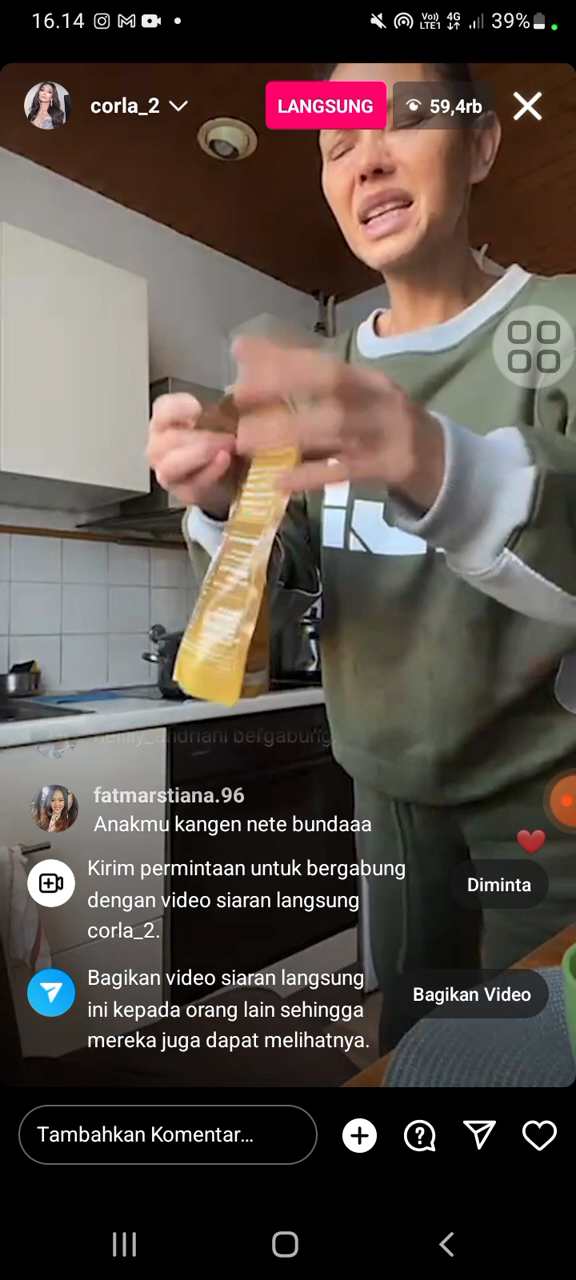 16.14
Vo)) 4G
LTE1
39%
corla_2
LANGSUNG
59,4rb
nellly_andriani bergabung
fatmarstiana.96
Anakmu kangen nete bundaaa
Kirim permintaan untuk bergabung
dengan video siaran langsung
corla_2.
Diminta
Bagikan video siaran langsung
ini kepada orang lain sehingga
mereka juga dapat melihatnya.
Bagikan Video
Tambahkan Komentar...